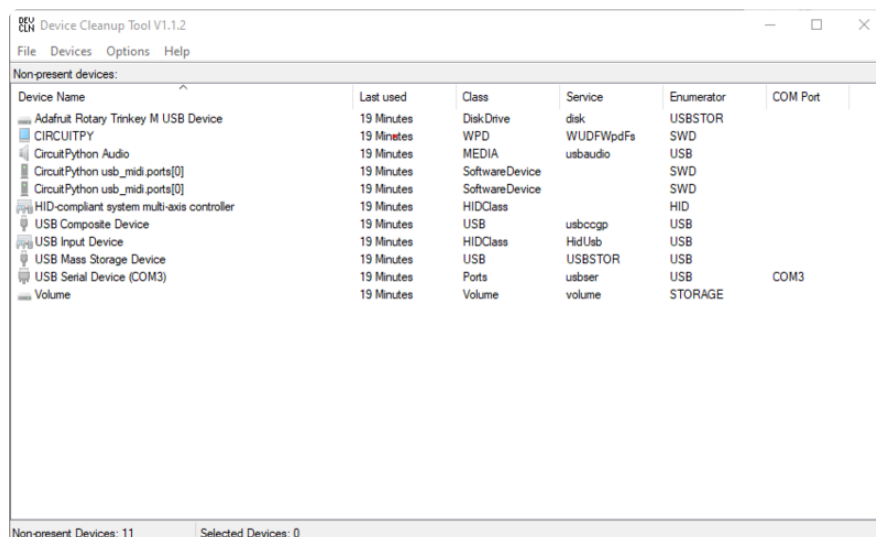 DEV CLN Device Cleanup Tool V1.1.2
File Devices Options Help
Non-present devices:
Device Name Last used Class Service Enumerator COM Port
Adafruit Rotary Trinkey M USB Device 19 Minutes DiskDrive disk USBSTOR
CIRCUITPY 19 Minutes WPD WUDFWpdFs SWD
CircuitPython Audio 19 Minutes MEDIA usbaudio USB
CircuitPython usb_midi.ports[0] 19 Minutes SoftwareDevice SWD
CircuitPython usb_midi.ports[0] 19 Minutes SoftwareDevice SWD
HID-compliant system multi-axis controller 19 Minutes HIDClass HID
USB Composite Device 19 Minutes USB usbccgp USB
USB Input Device 19 Minutes HIDClass HidUsb USB
USB Mass Storage Device 19 Minutes USB USBSTOR USB
USB Serial Device (COM3) 19 Minutes Ports usbser USB COM3
Volume 19 Minutes Volume volume STORAGE
Non-present Devices: 11 Selected Devices: 0